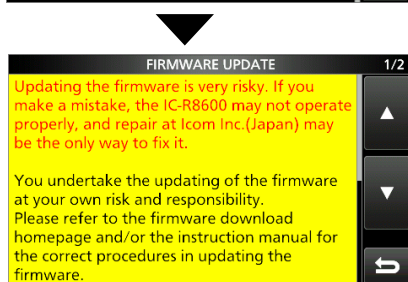 FIRMWARE UPDATE 1/2
Updating the firmware is very risky. If you
make a mistake, the IC-R8600 may not operate
properly, and repair at Icom Inc.(Japan) may
be the only way to fix it.
You undertake the updating of the firmware
at your own risk and responsibility.
Please refer to the firmware download
homepage and/or the instruction manual for
the correct procedures in updating the
firmware.